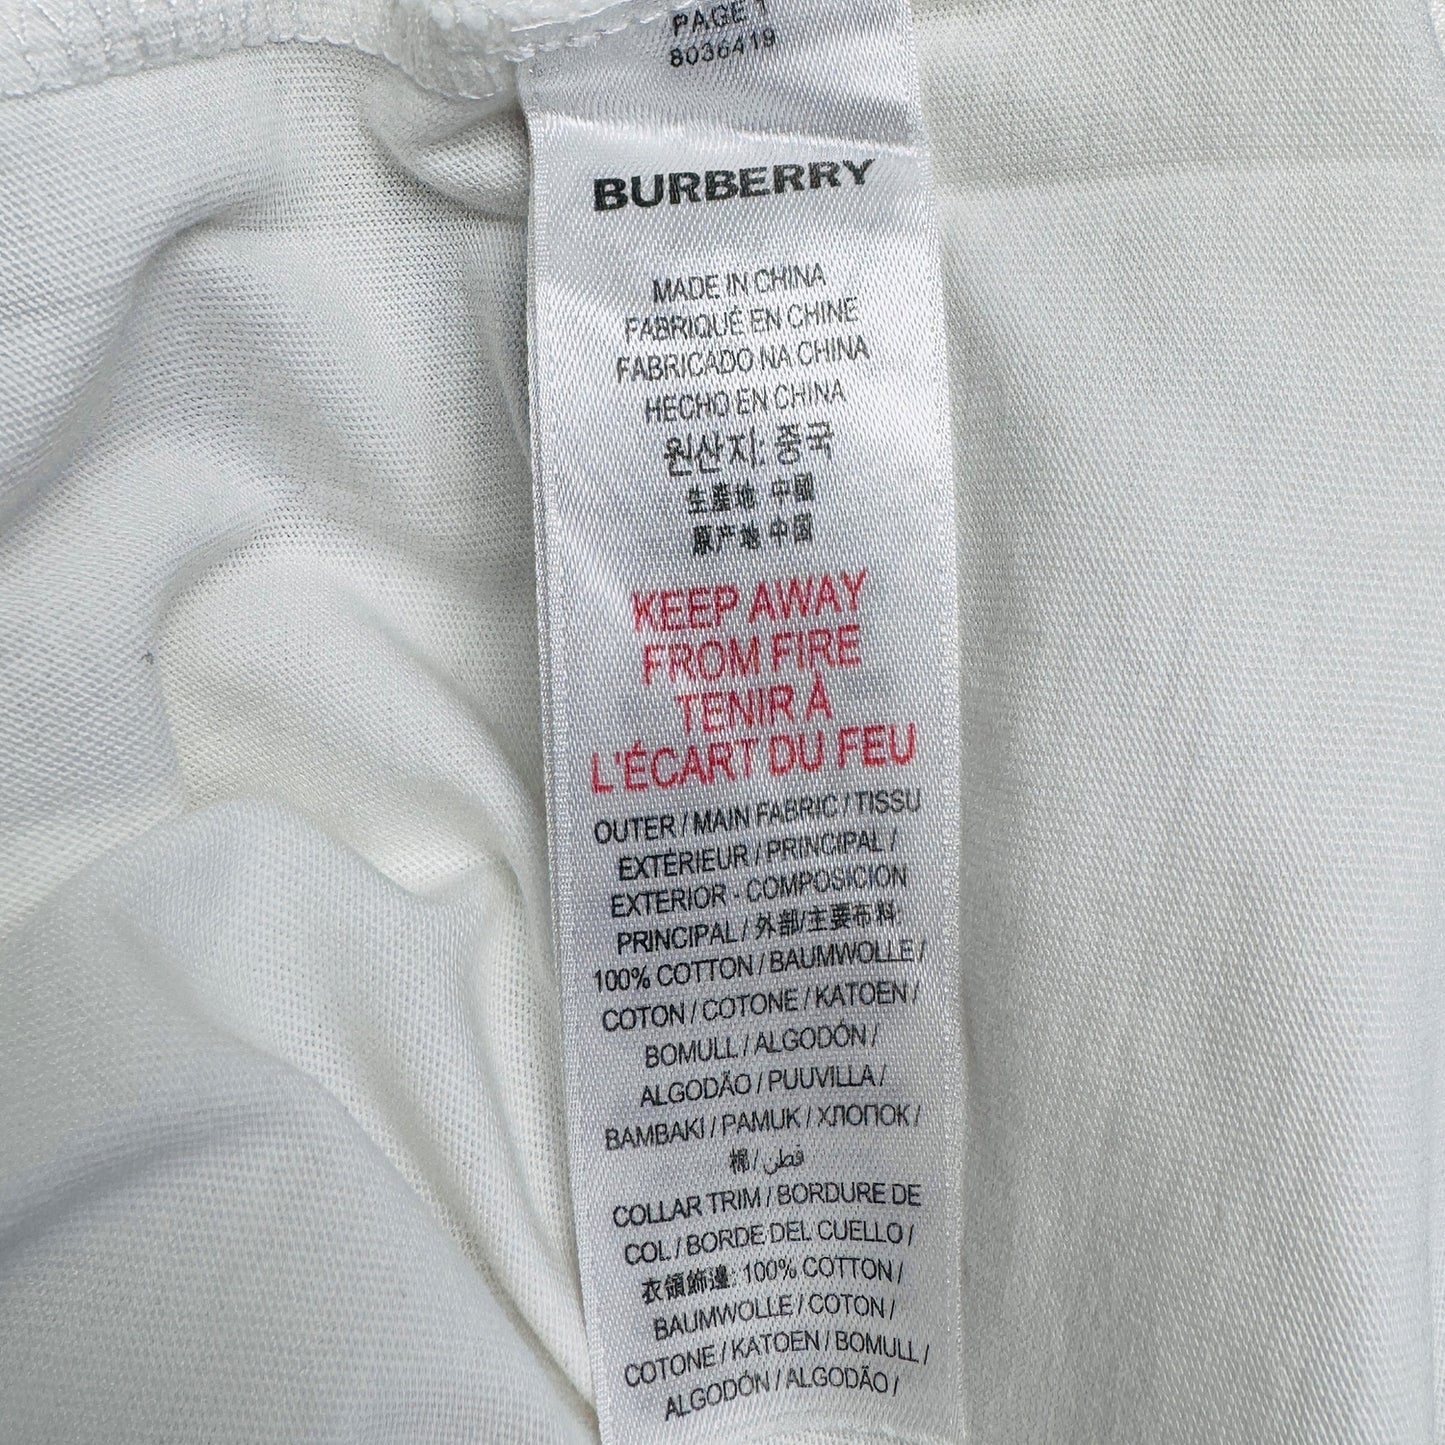 PAGE 1
8036419
BURBERRY
MADE IN CHINA
FABRIQUÉ EN CHINE
FABRICADO NA CHINA
HECHO EN CHINA
원산지: 중국
生產地 中國
原产地 中国
KEEP AWAY
FROM FIRE
TENIR À
L'ÉCART DU FEU
OUTER / MAIN FABRIC / TISSU
EXTÉRIEUR / PRINCIPAL /
EXTERIOR - COMPOSICION
PRINCIPAL / 外部/主要布料:
100% COTTON / BAUMWOLLE /
COTON / COTONE / KATOEN /
BOMULL / ALGODÓN /
ALGODÃO / PUUVILLA /
BAMBAKI / PAMUK / ХЛОПОК /
棉 / قطن
COLLAR TRIM / BORDURE DE
COL / BORDE DEL CUELLO /
衣領飾邊: 100% COTTON /
BAUMWOLLE / COTON /
COTONE / KATOEN / BOMULL /
ALGODÓN / ALGODÃO /